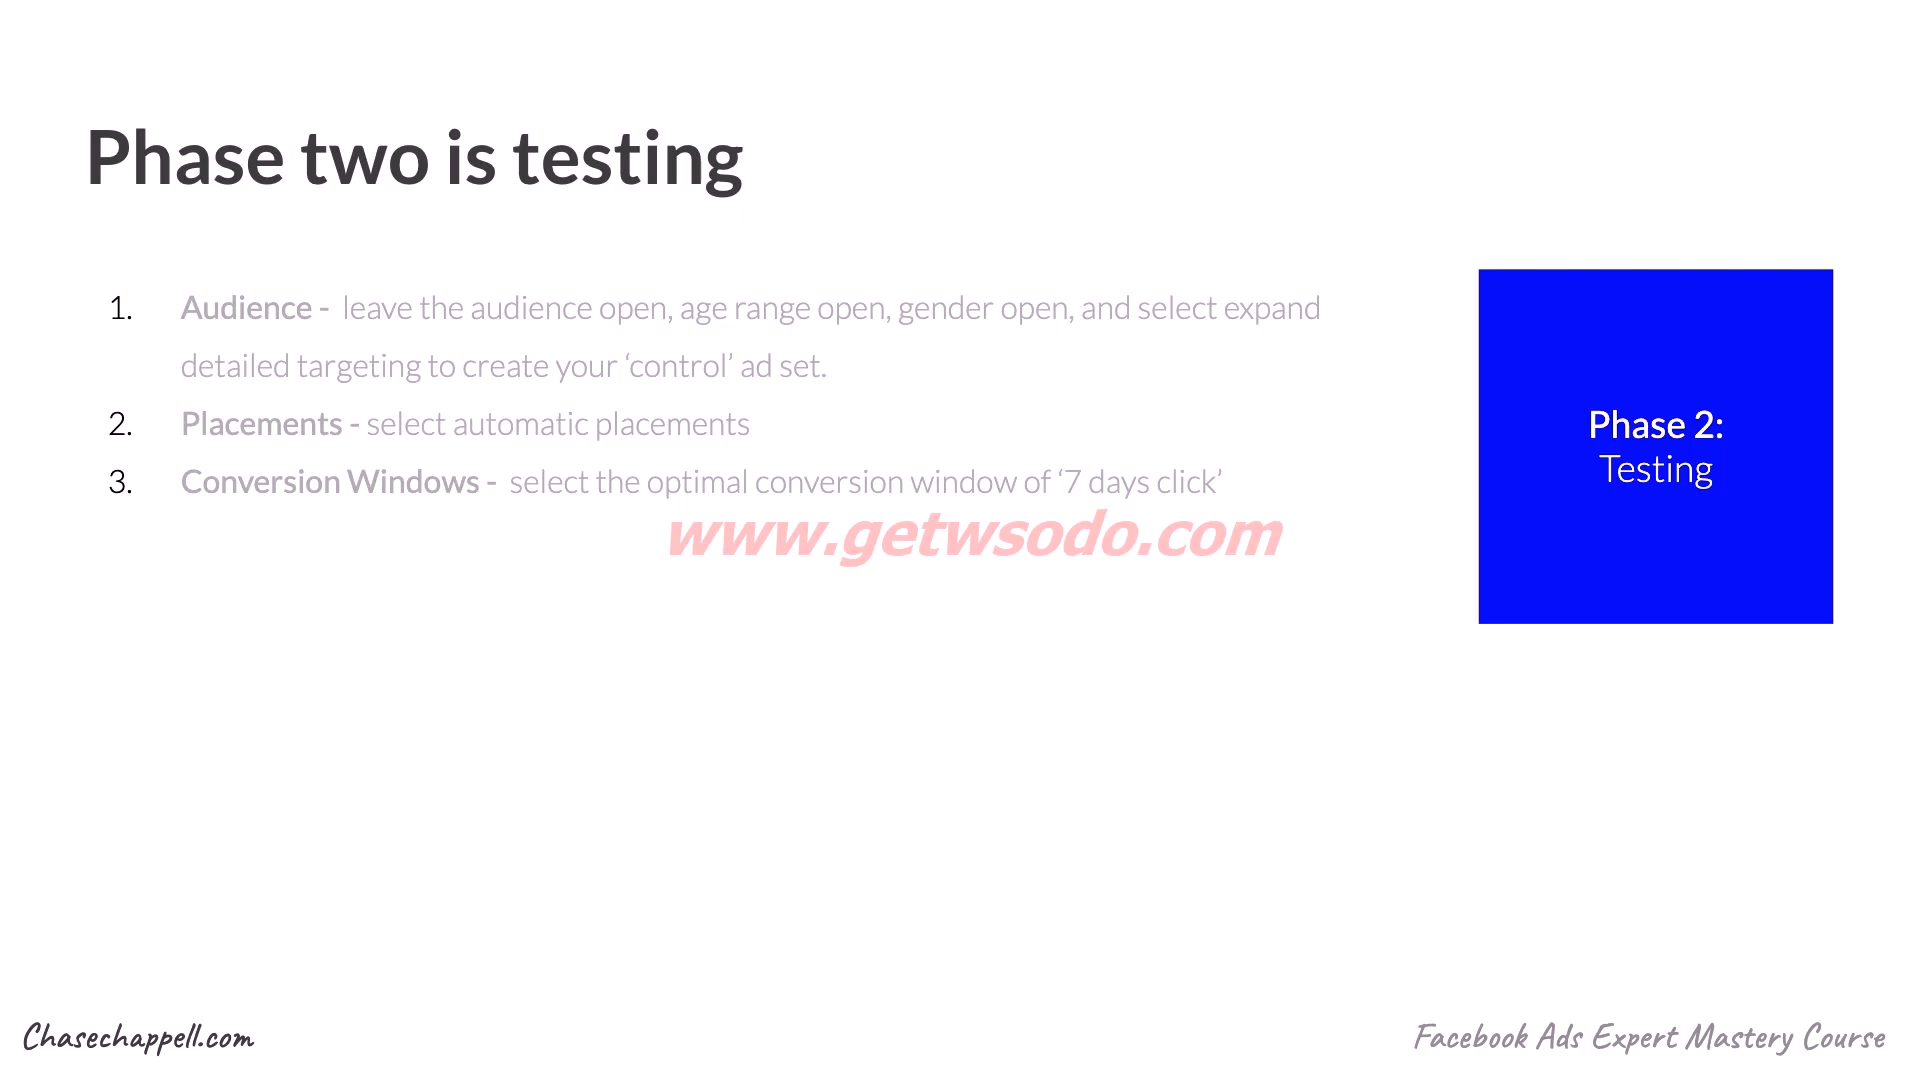 Phase two is testing
1. Audience - leave the audience open, age range open, gender open, and select expand
detailed targeting to create your ‘control’ ad set.
2. Placements - select automatic placements
3. Conversion Windows - select the optimal conversion window of ‘7 days click’
www.getwsodo.com
Phase 2:
Testing
Chasechappell.com
Facebook Ads Expert Mastery Course